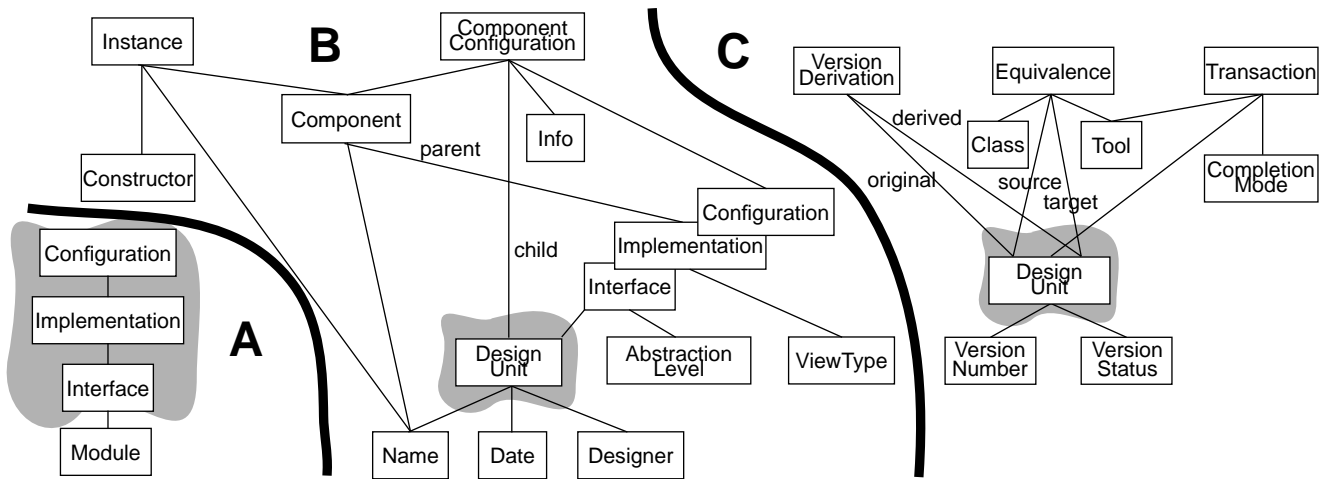 Instance
B
Component
Configuration
C
Version
Derivation
Equivalence
Transaction
Component
Info
derived
Class
Tool
parent
Constructor
original
source
target
Completion
Mode
Configuration
Implementation
child
Interface
Configuration
Implementation
A
Interface
Module
Design
Unit
Abstraction
Level
ViewType
Design
Unit
Version
Number
Version
Status
Name
Date
Designer